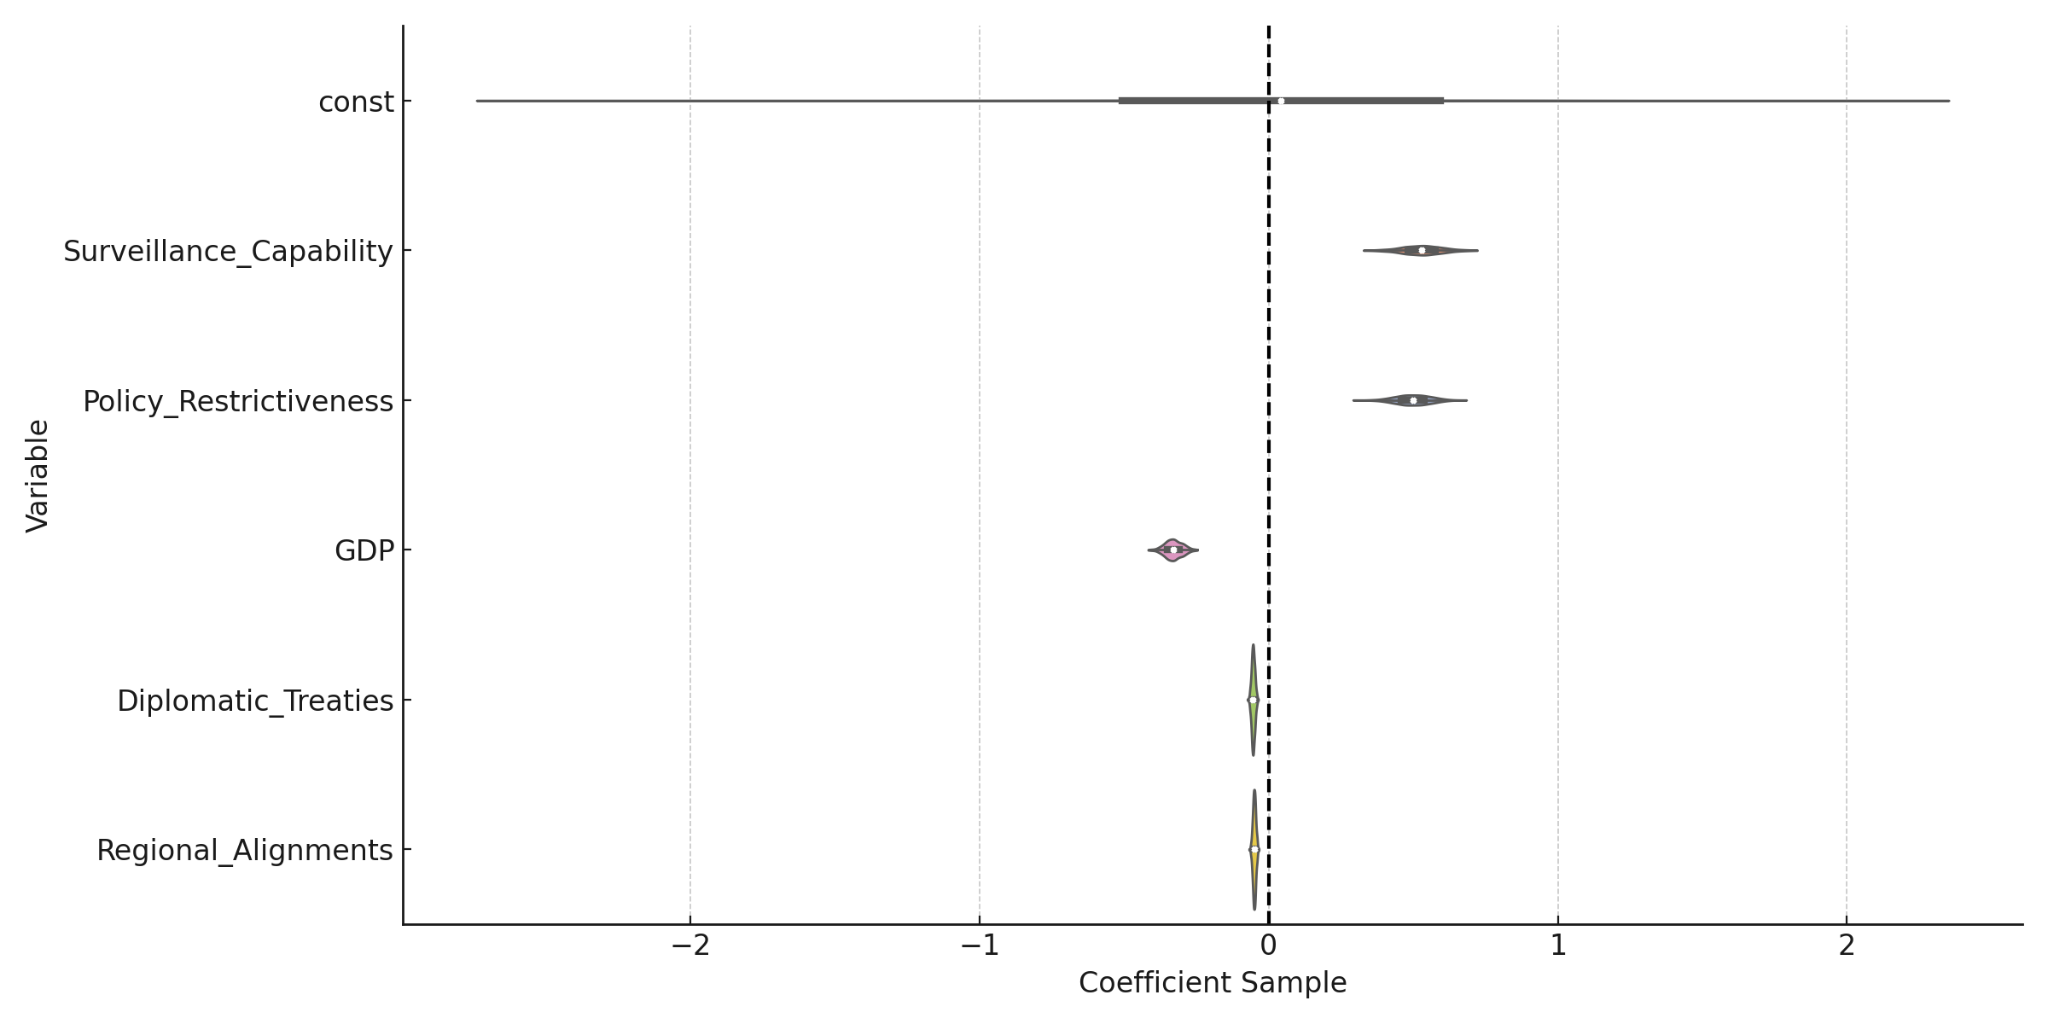 const
Surveillance_Capability
Policy_Restrictiveness
GDP
Diplomatic_Treaties
Regional_Alignments
Variable
−2 −1 0 1 2
Coefficient Sample